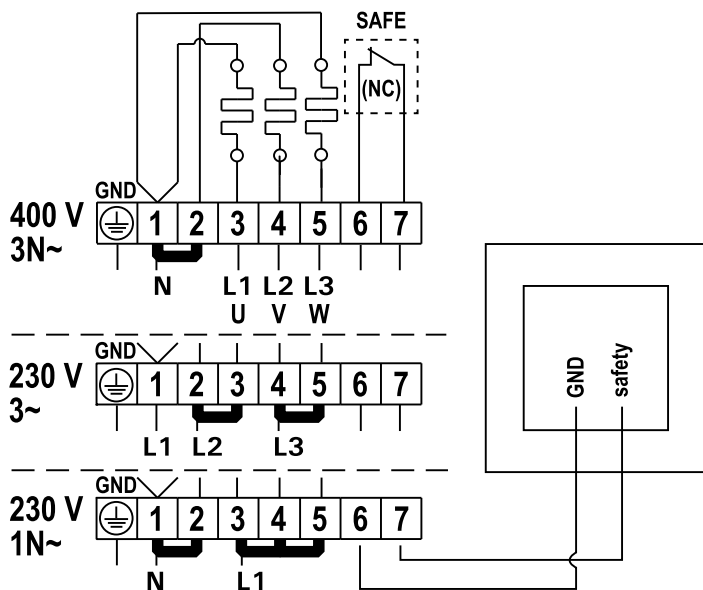 SAFE
(NC)
GND
400 V
3N~
1 2 3 4 5 6 7
N L1 L2 L3
U V W
GND
230 V
3~
1 2 3 4 5 6 7
L1 L2 L3
GND
230 V
1N~
1 2 3 4 5 6 7
N L1
GND
safety